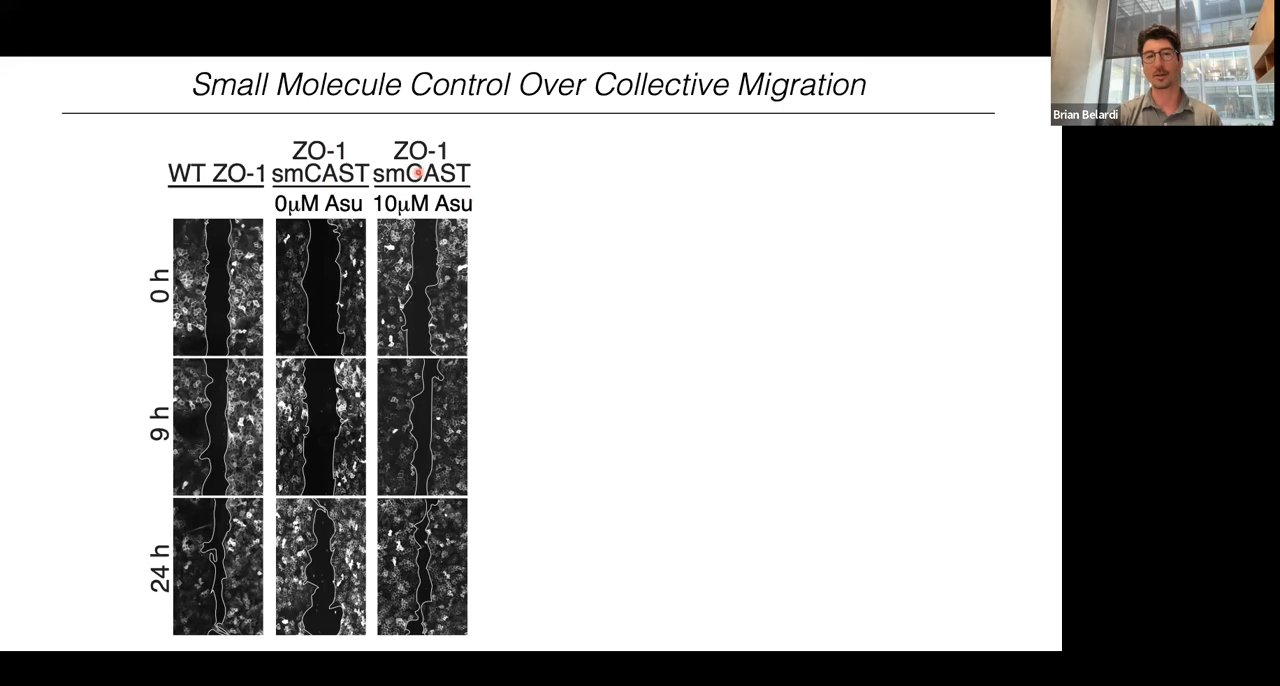 Small Molecule Control Over Collective Migration
Brian Belardi
WT ZO-1
ZO-1
smCAST
0μM Asu
ZO-1
smCAST
10μM Asu
0 h
9 h
24 h